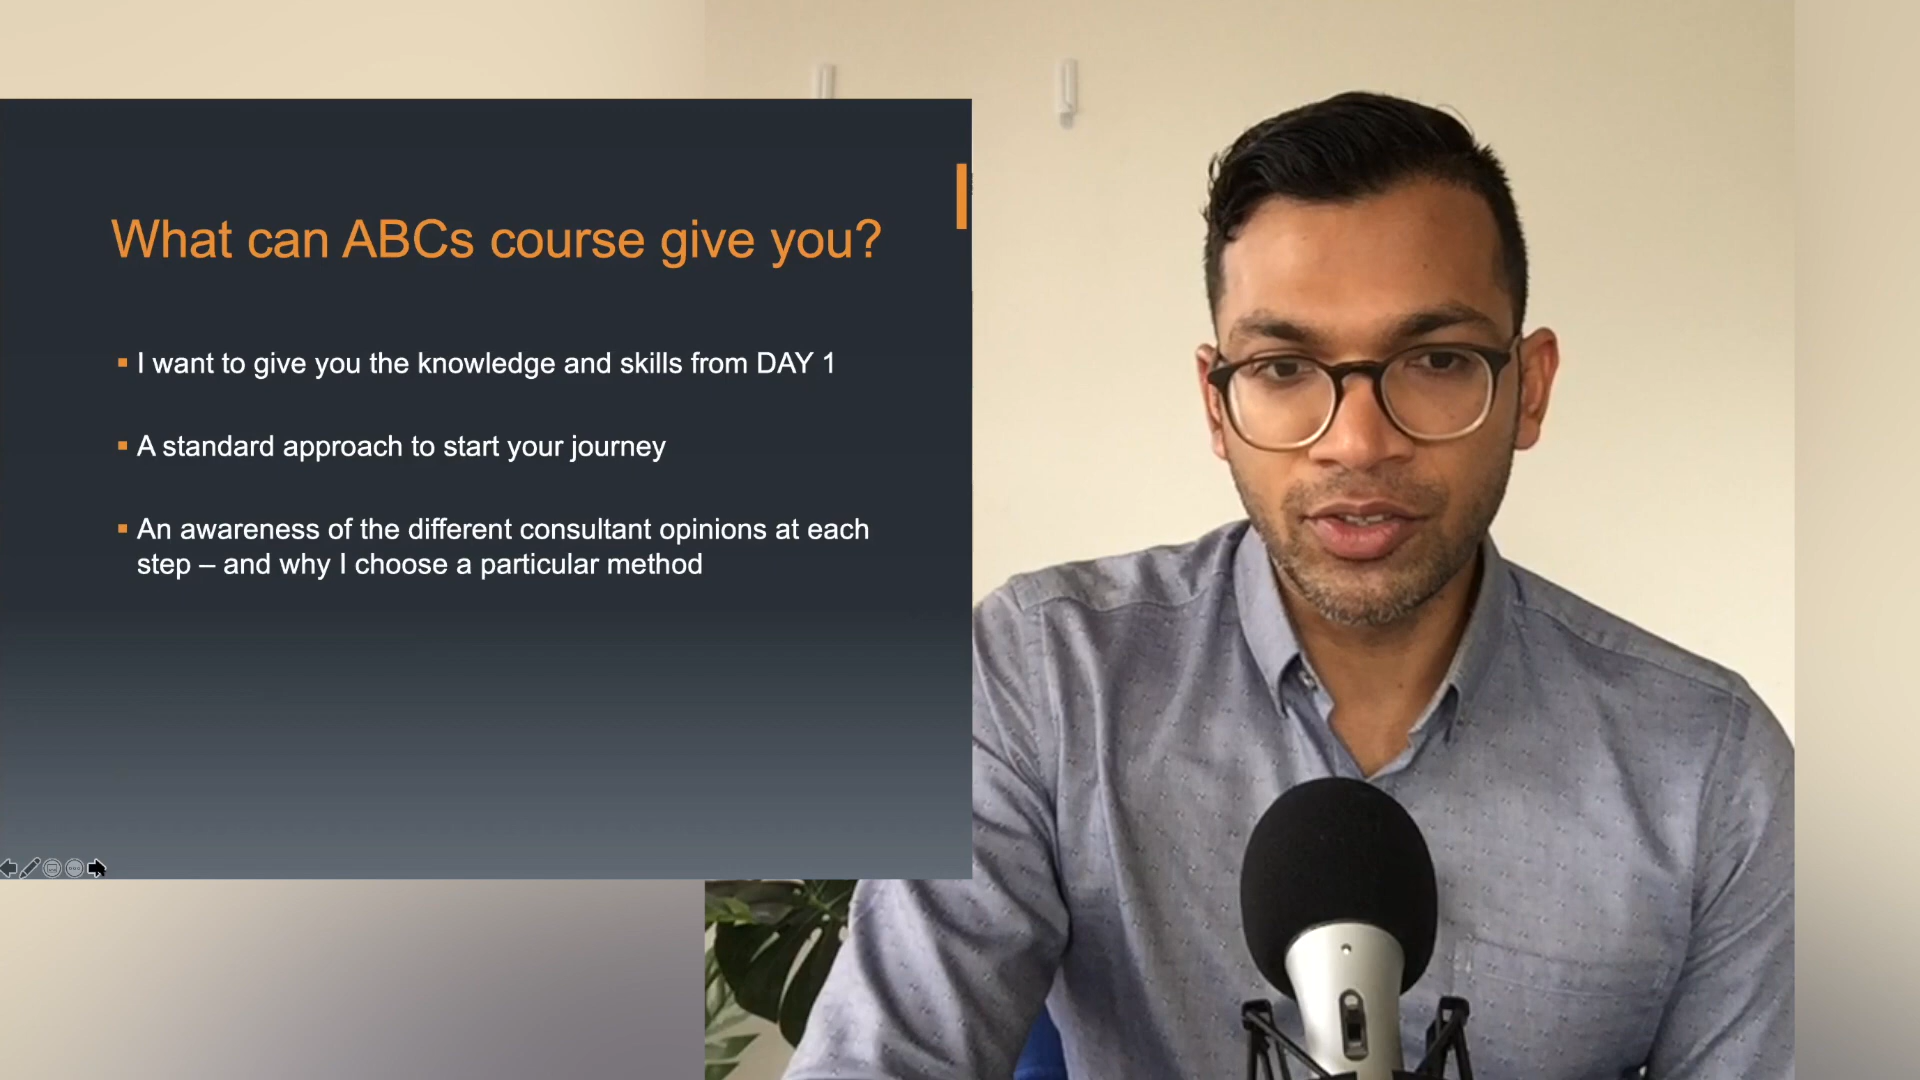 What can ABCs course give you?
I want to give you the knowledge and skills from DAY 1
A standard approach to start your journey
An awareness of the different consultant opinions at each
step – and why I choose a particular method